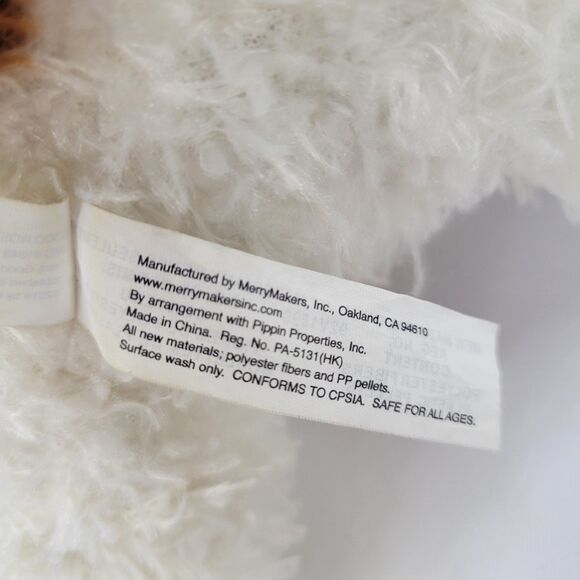 Manufactured by MerryMakers, Inc., Oakland, CA 94610
www.merrymakersinc.com
By arrangement with Pippin Properties, Inc.
Made in China. Reg. No. PA-5131(HK)
All new materials; polyester fibers and PP pellets.
Surface wash only. CONFORMS TO CPSIA. SAFE FOR ALL AGES.